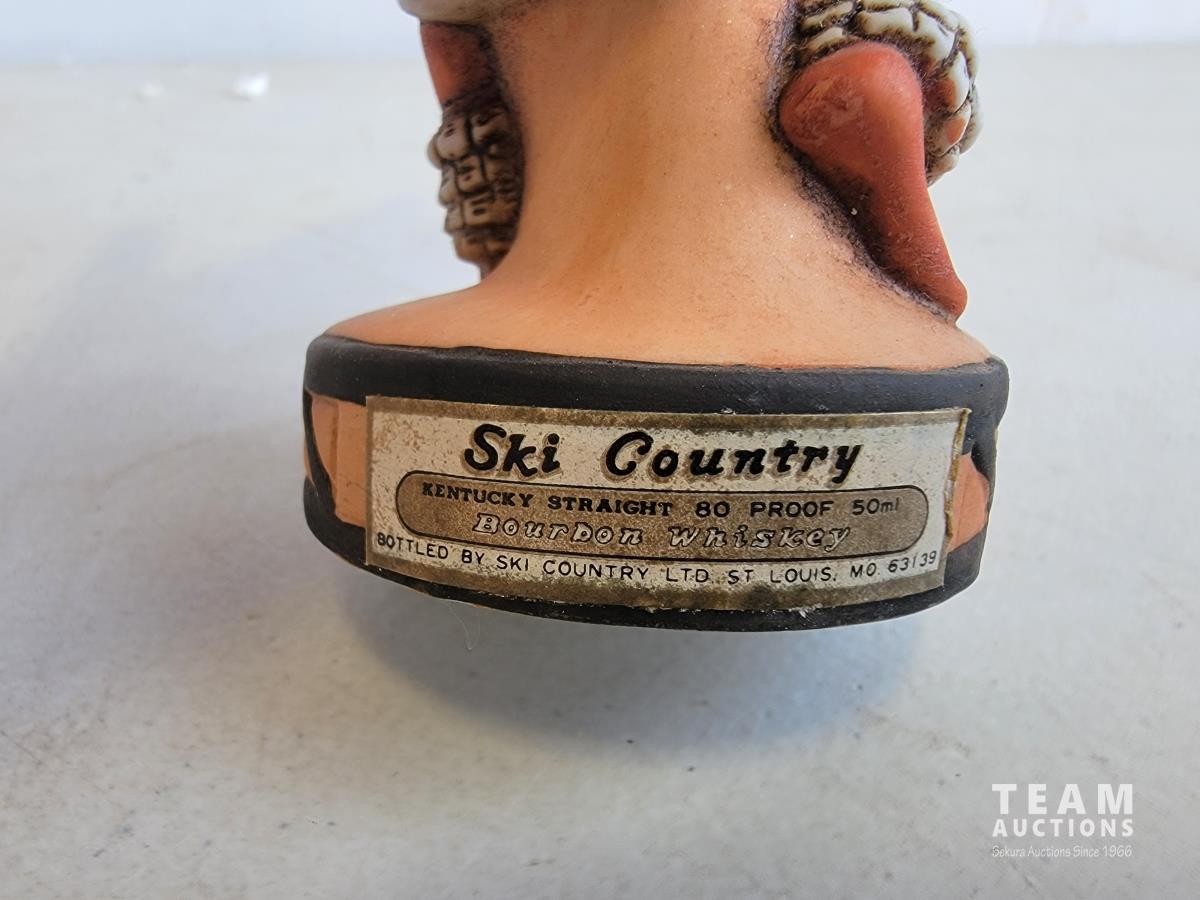 Ski Country
KENTUCKY STRAIGHT 80 PROOF 50ml
Bourbon Whiskey
BOTTLED BY SKI COUNTRY LTD. ST LOUIS, MO. 63139
TEAM
AUCTIONS
Sekura Auctions Since 1966